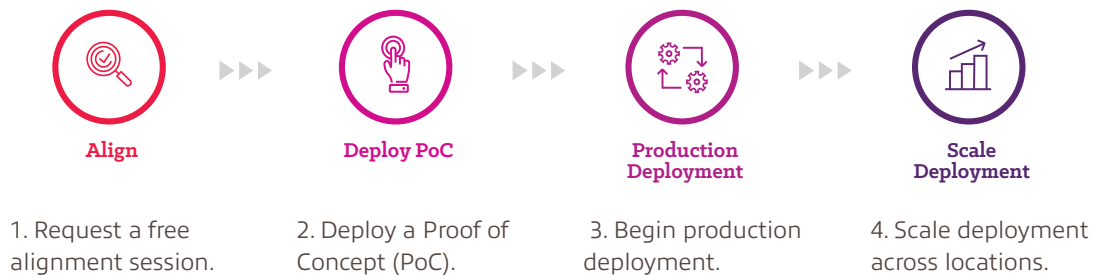 Align
Deploy PoC
Production
Deployment
Scale
Deployment
1. Request a free
alignment session.
2. Deploy a Proof of
Concept (PoC).
3. Begin production
deployment.
4. Scale deployment
across locations.